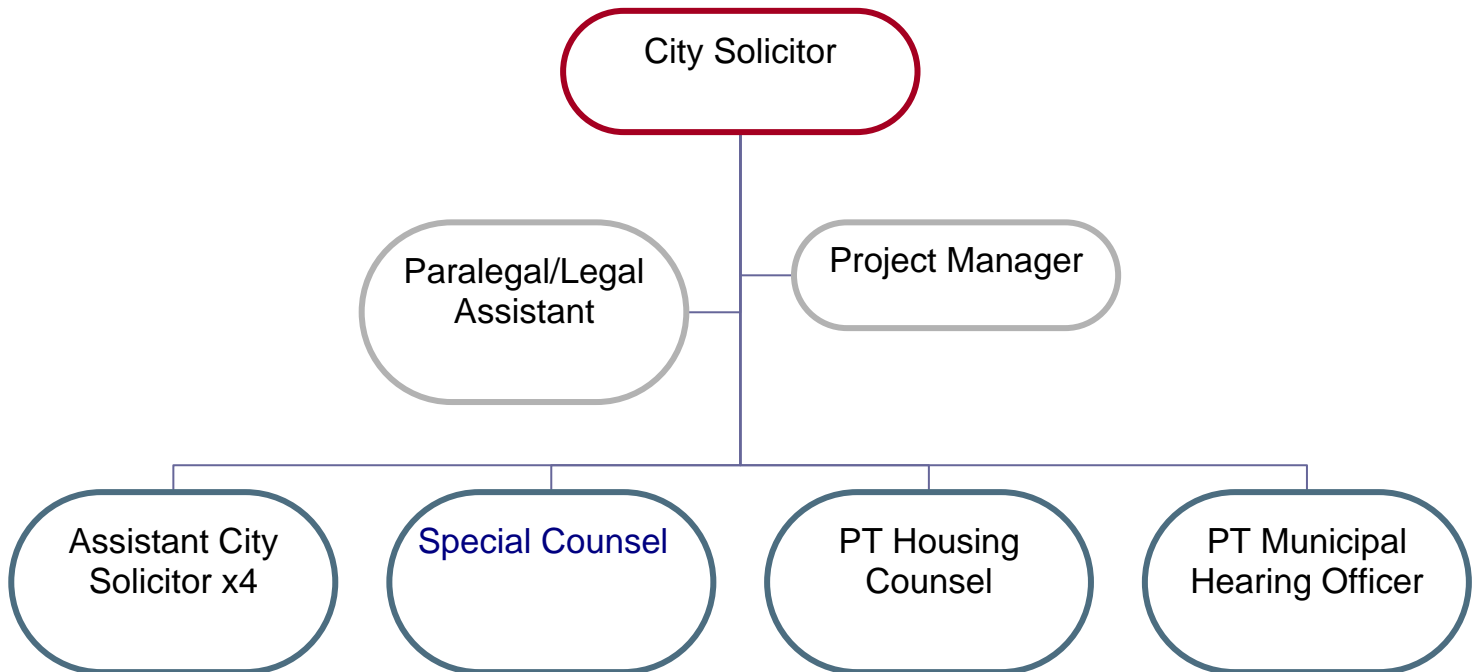 City Solicitor
Paralegal/Legal
Assistant
Project Manager
Assistant City
Solicitor x4
Special Counsel
PT Housing
Counsel
PT Municipal
Hearing Officer